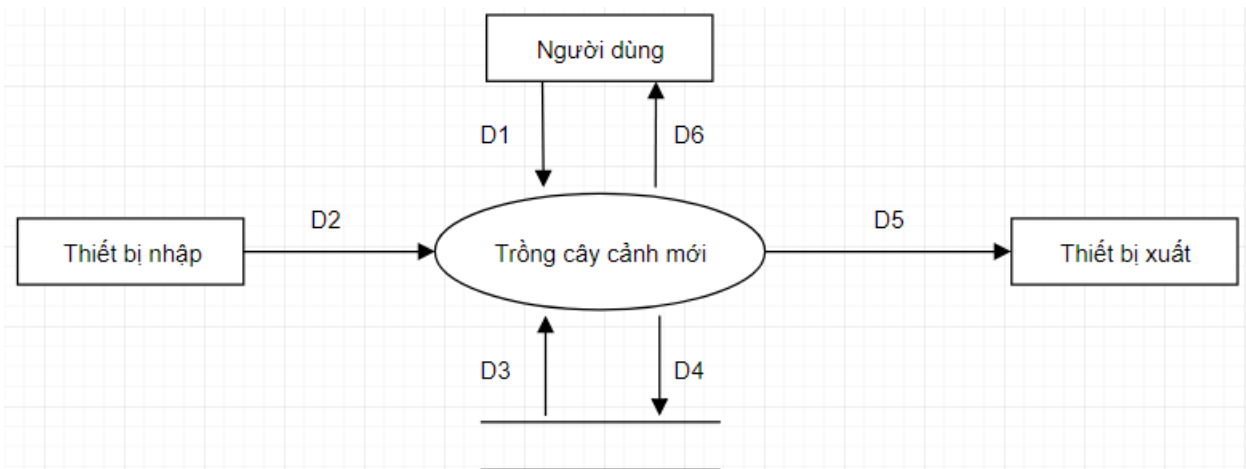 Người dùng
D1
D6
D2
D5
Thiết bị nhập
Trồng cây cảnh mới
Thiết bị xuất
D3
D4